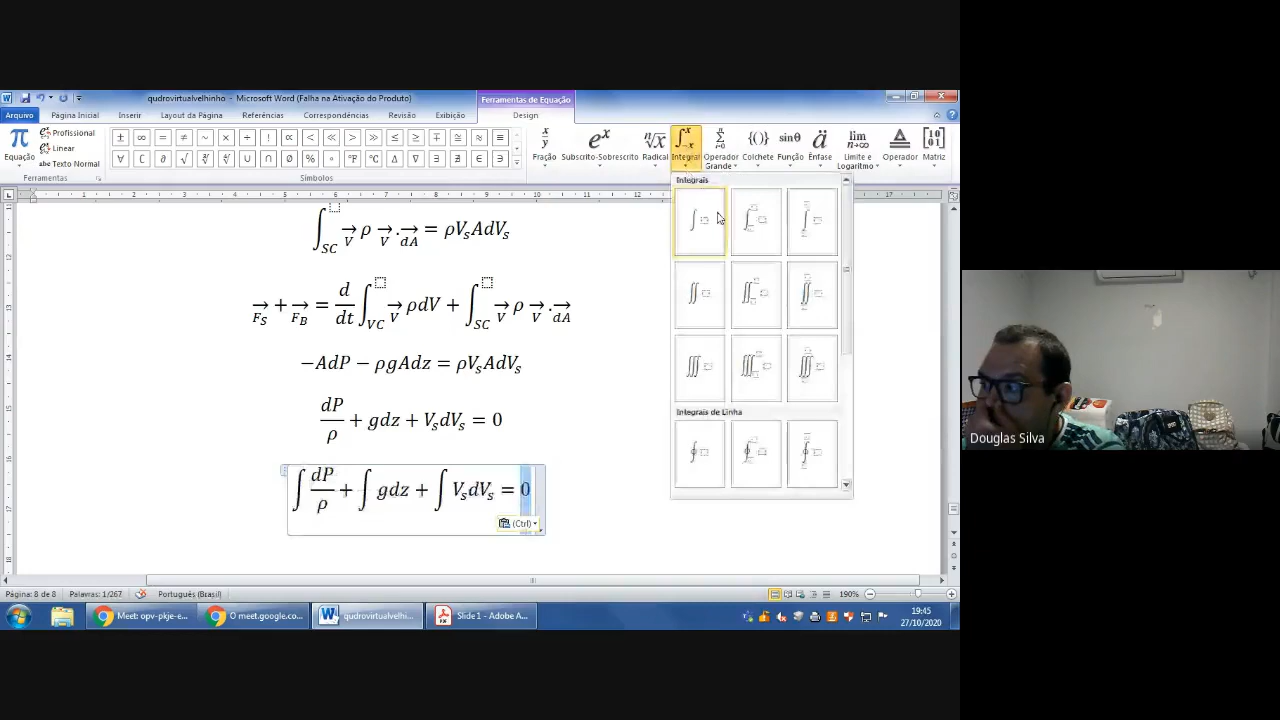 qudrovirtualvelhinho - Microsoft Word (Falha na Ativação do Produto)
Ferramentas de Equação
Arquivo Página Inicial Inserir Layout da Página Referências Correspondências Revisão Exibição Design
π Equação
Profissional
Linear
abc Texto Normal
Ferramentas
± ∞ = ≠ ~ × ÷ ! ∝ < ≪ > ≫ ≤ ≥ ∓ ≅ ≈ ≡
Símbolos
Fração Subscrito-Sobrescrito Radical Integral Operador Grande Colchete Função Ênfase Limite e Logaritmo Operador Matriz
Integrais
Integrais de Linha
∫_SC V→ ρ V→ . dA→ = ρV_s AdV_s
F_S→ + F_B→ = d/dt ∫_VC V→ ρdV + ∫_SC V→ ρ V→ . dA→
−AdP − ρgAdz = ρV_s AdV_s
dP/ρ + gdz + V_s dV_s = 0
∫ dP/ρ + ∫ gdz + ∫ V_s dV_s = 0
(Ctrl)
Douglas Silva
Página: 8 de 8 Palavras: 1/267 Português (Brasil) 190%
Meet: opv-pkje-e... O meet.google.co... qudrovirtualvelhi... Slide 1 - Adobe A...
19:45
27/10/2020